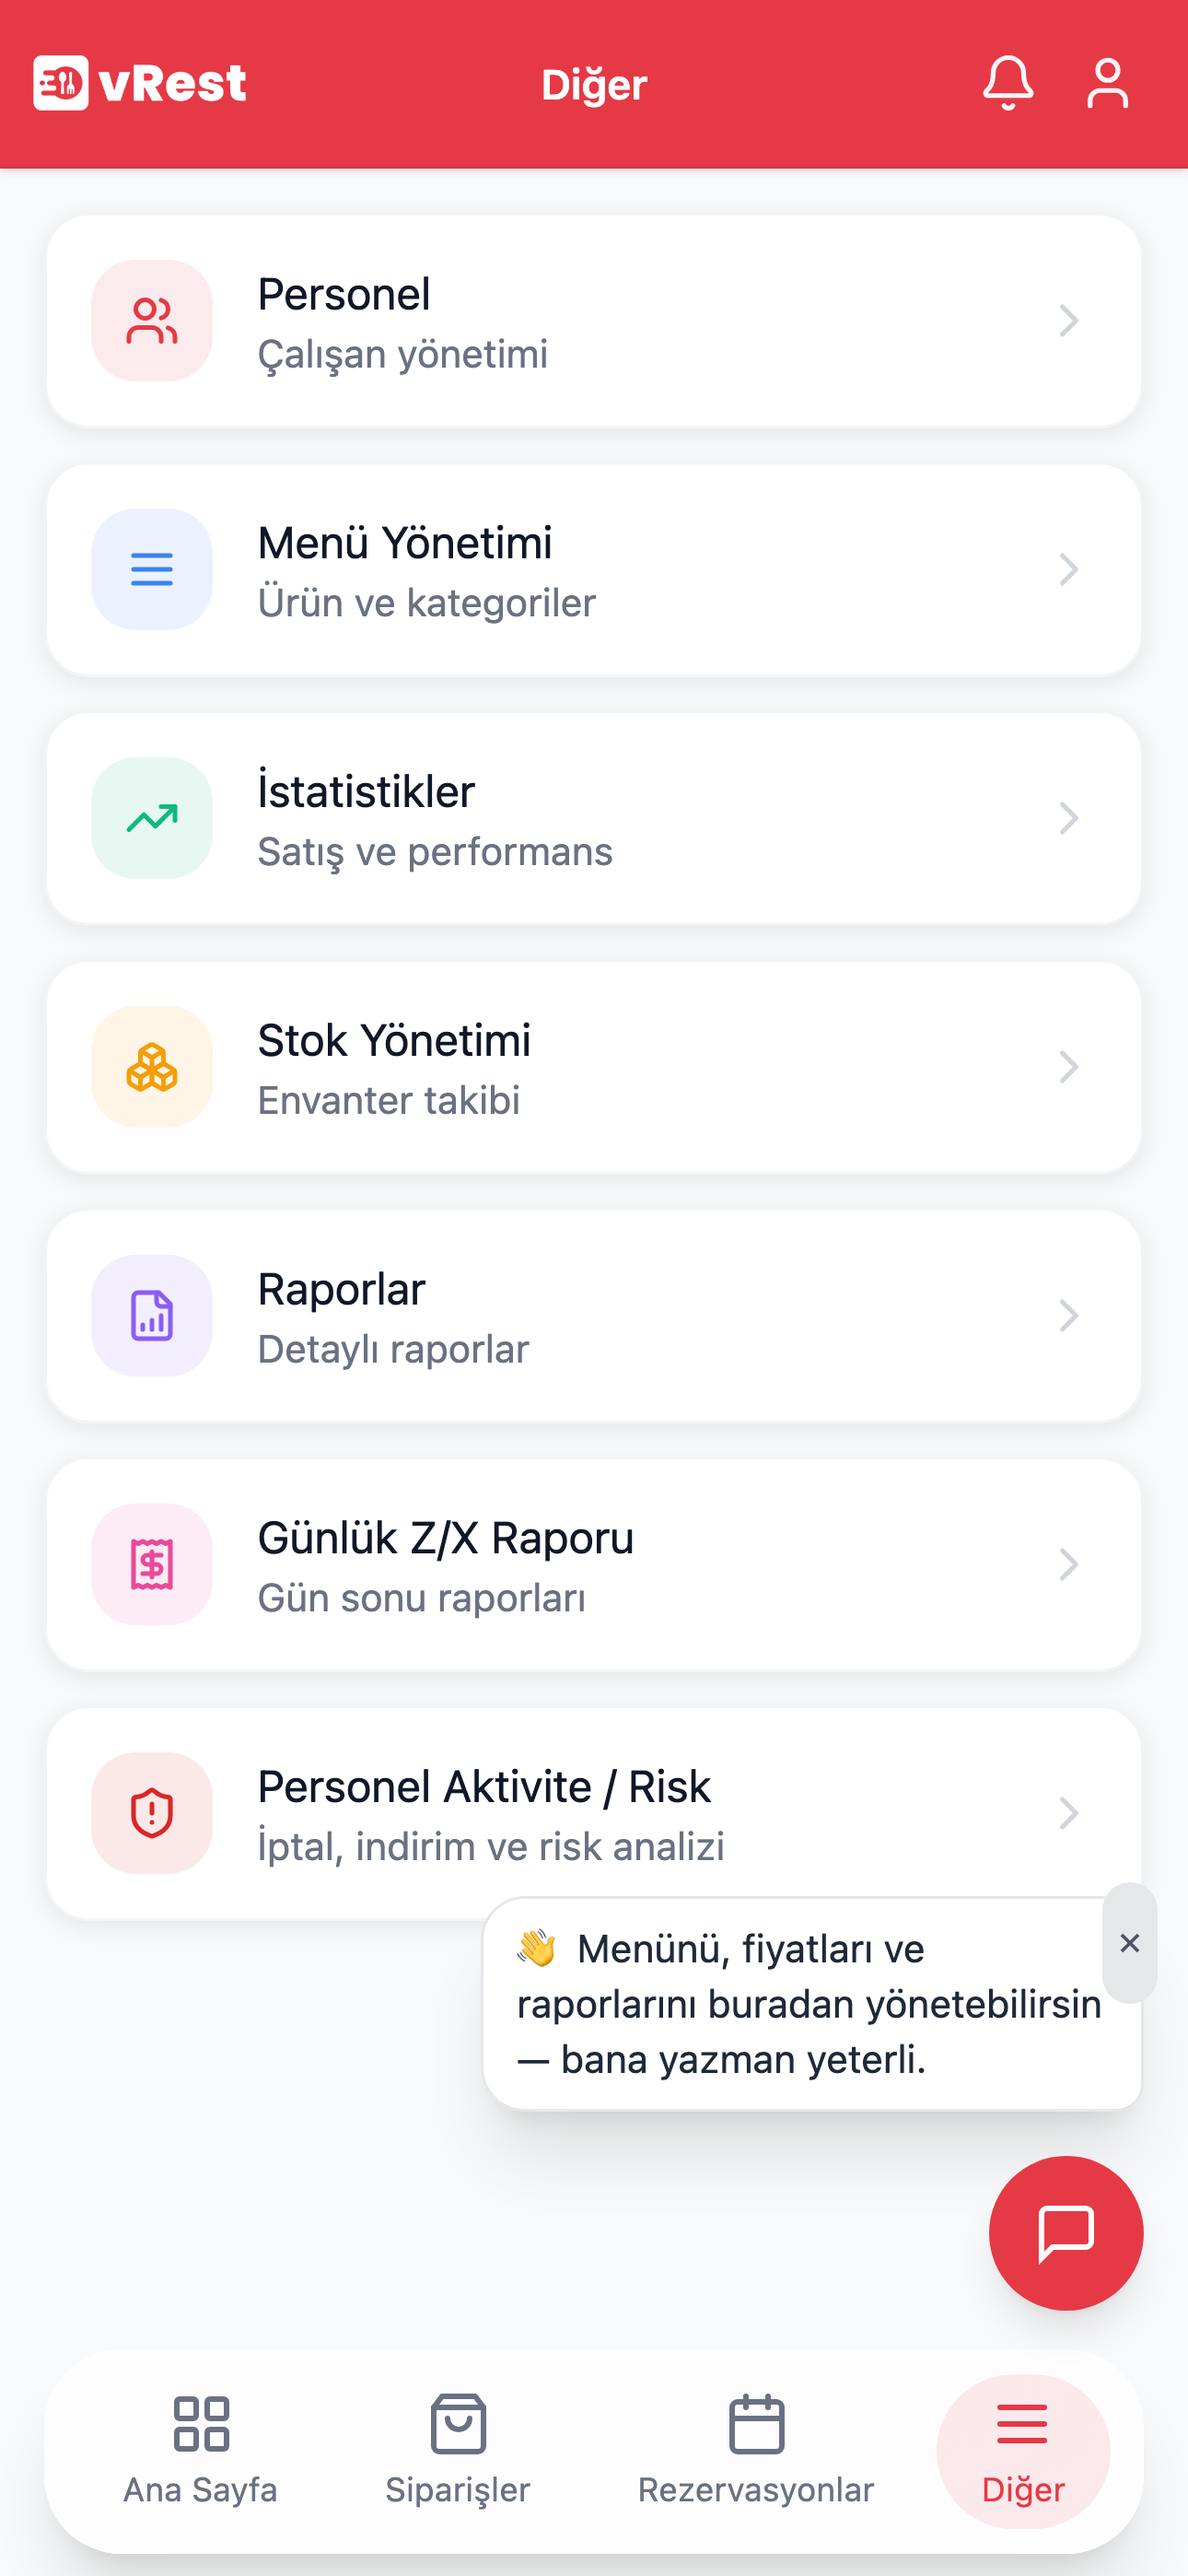 vRest
Diğer
Personel
Çalışan yönetimi
Menü Yönetimi
Ürün ve kategoriler
İstatistikler
Satış ve performans
Stok Yönetimi
Envanter takibi
Raporlar
Detaylı raporlar
Günlük Z/X Raporu
Gün sonu raporları
Personel Aktivite / Risk
İptal, indirim ve risk analizi
👋 Menünü, fiyatları ve
raporlarını buradan yönetebilirsin
— bana yazman yeterli.
Ana Sayfa
Siparişler
Rezervasyonlar
Diğer